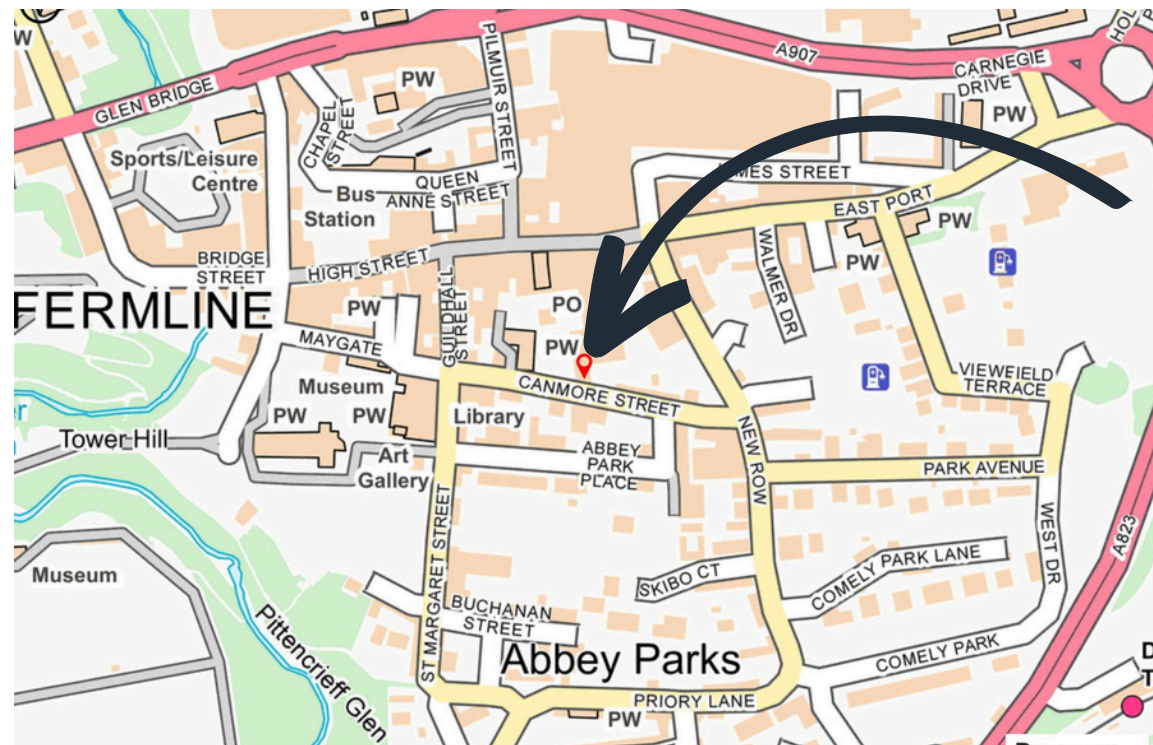 W
HOL
A907
CARNEGIE
DRIVE
PILMUIR STREET
PW
GLEN BRIDGE
CHAPEL
STREET
PW
Sports/Leisure
Centre
Bus
Station
QUEEN
ANNE STREET
MES STREET
EAST PORT
PW
PW
WALMER DR
BRIDGE
STREET
HIGH STREET
FERMLINE
PW
GUILDHALL
STREET
PO
PW
MAYGATE
Museum
CANMORE STREET
VIEWFIELD
TERRACE
PW
PW
Library
Tower Hill
Art
Gallery
ABBEY
PARK
PLACE
NEW ROW
PARK AVENUE
ST MARGARET STREET
WEST DR
A823
Museum
SKIBO CT
COMELY PARK LANE
Pittencrieff Glen
BUCHANAN
STREET
Abbey Parks
COMELY PARK
PRIORY LANE
PW
D
T